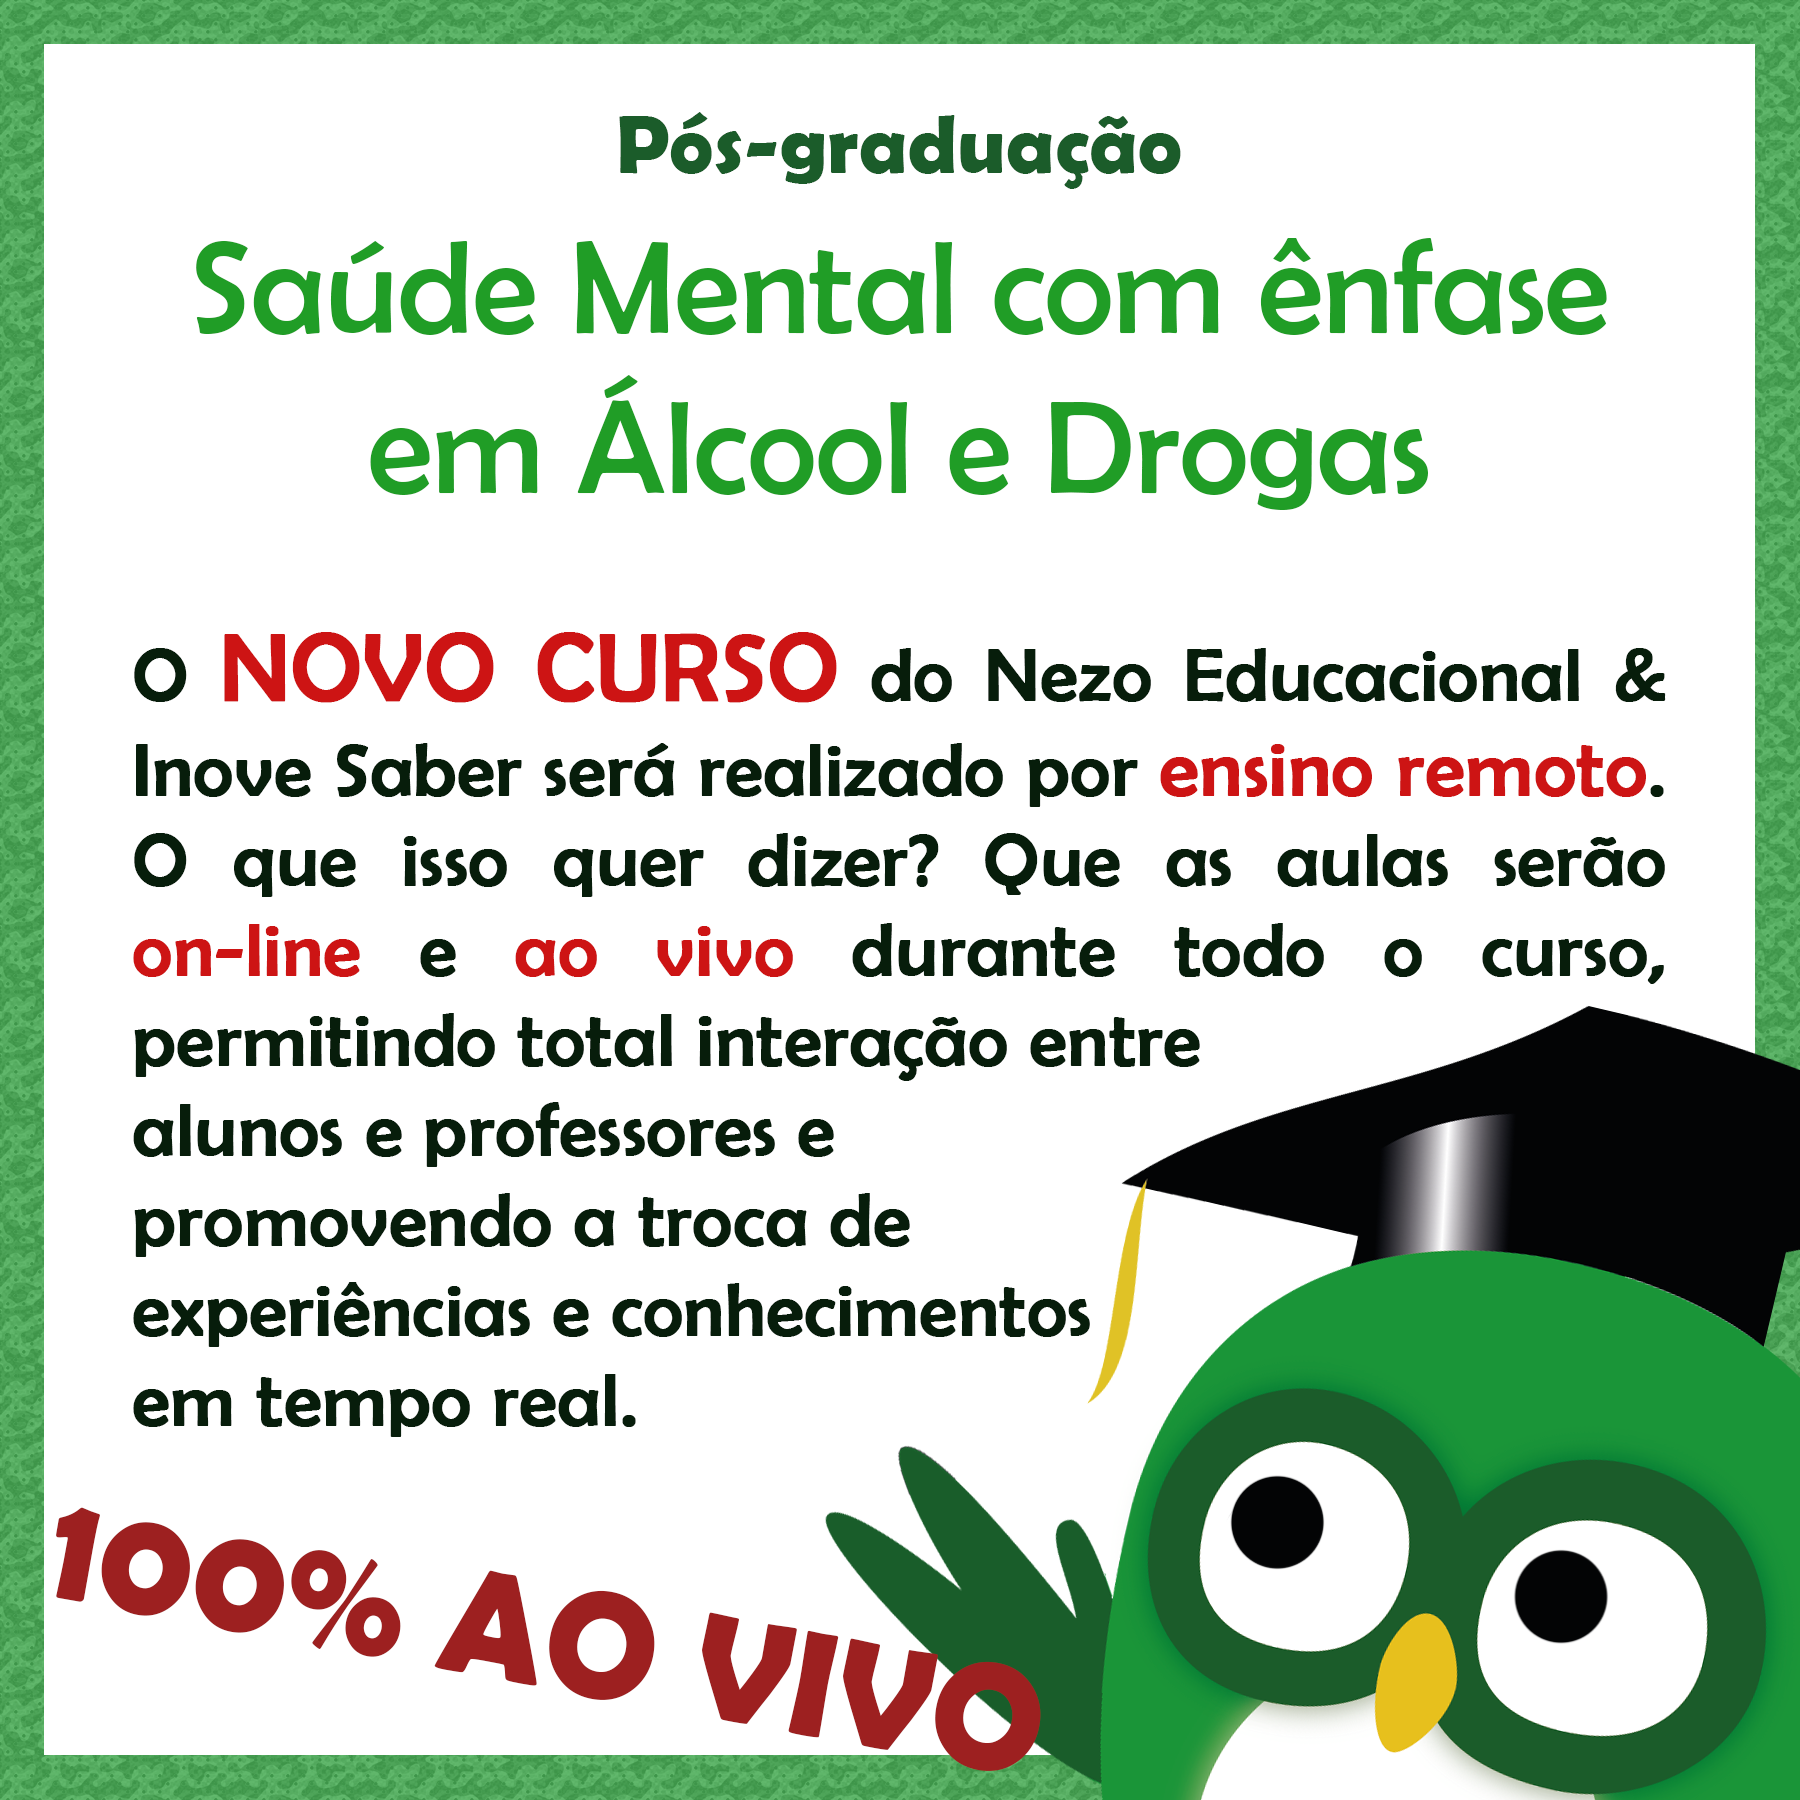 Pós-graduação
Saúde Mental com ênfase
em Álcool e Drogas
O NOVO CURSO do Nezo Educacional &
Inove Saber será realizado por ensino remoto.
O que isso quer dizer? Que as aulas serão
on-line e ao vivo durante todo o curso,
permitindo total interação entre
alunos e professores e
promovendo a troca de
experiências e conhecimentos
em tempo real.
100% AO VIVO